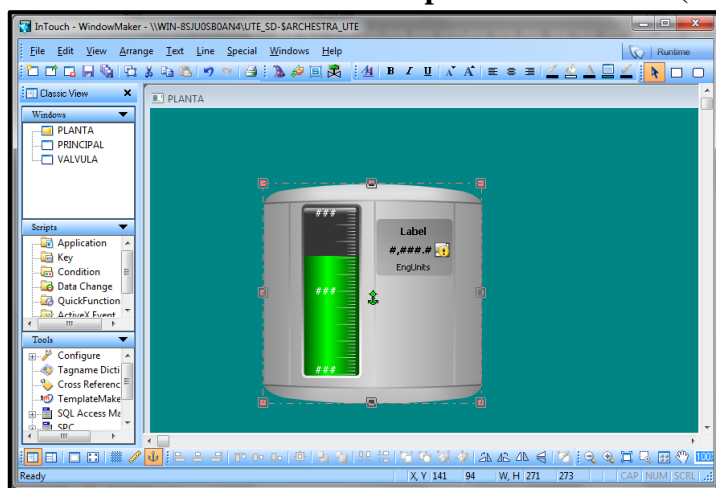 InTouch - WindowMaker - \\WIN-8SJU0SB0AN4\UTE_SD-$ARCHESTRA_UTE
File Edit View Arrange Text Line Special Windows Help
Runtime
B I U A A
Classic View
Windows
PLANTA
PRINCIPAL
VALVULA
Scripts
Application
Key
Condition
Data Change
QuickFunction
ActiveX Event
Tools
Configure
Tagname Dicti
Cross Referenc
TemplateMake
SQL Access Ma
SPC
PLANTA
###
###
###
Label
#,###.#
EngUnits
100
Ready
X, Y 141 94 W, H 271 273 CAP NUM SCRL